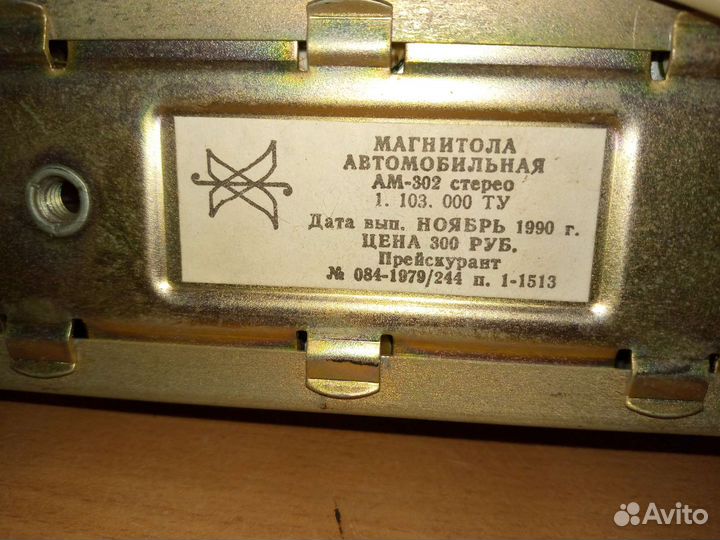 МАГНИТОЛА
АВТОМОБИЛЬНАЯ
АМ-302 стерео
1. 103. 000 ТУ
Дата вып. НОЯБРЬ 1990 г.
ЦЕНА 300 РУБ.
Прейскурант
№ 084-1979/244 п. 1-1513
Avito